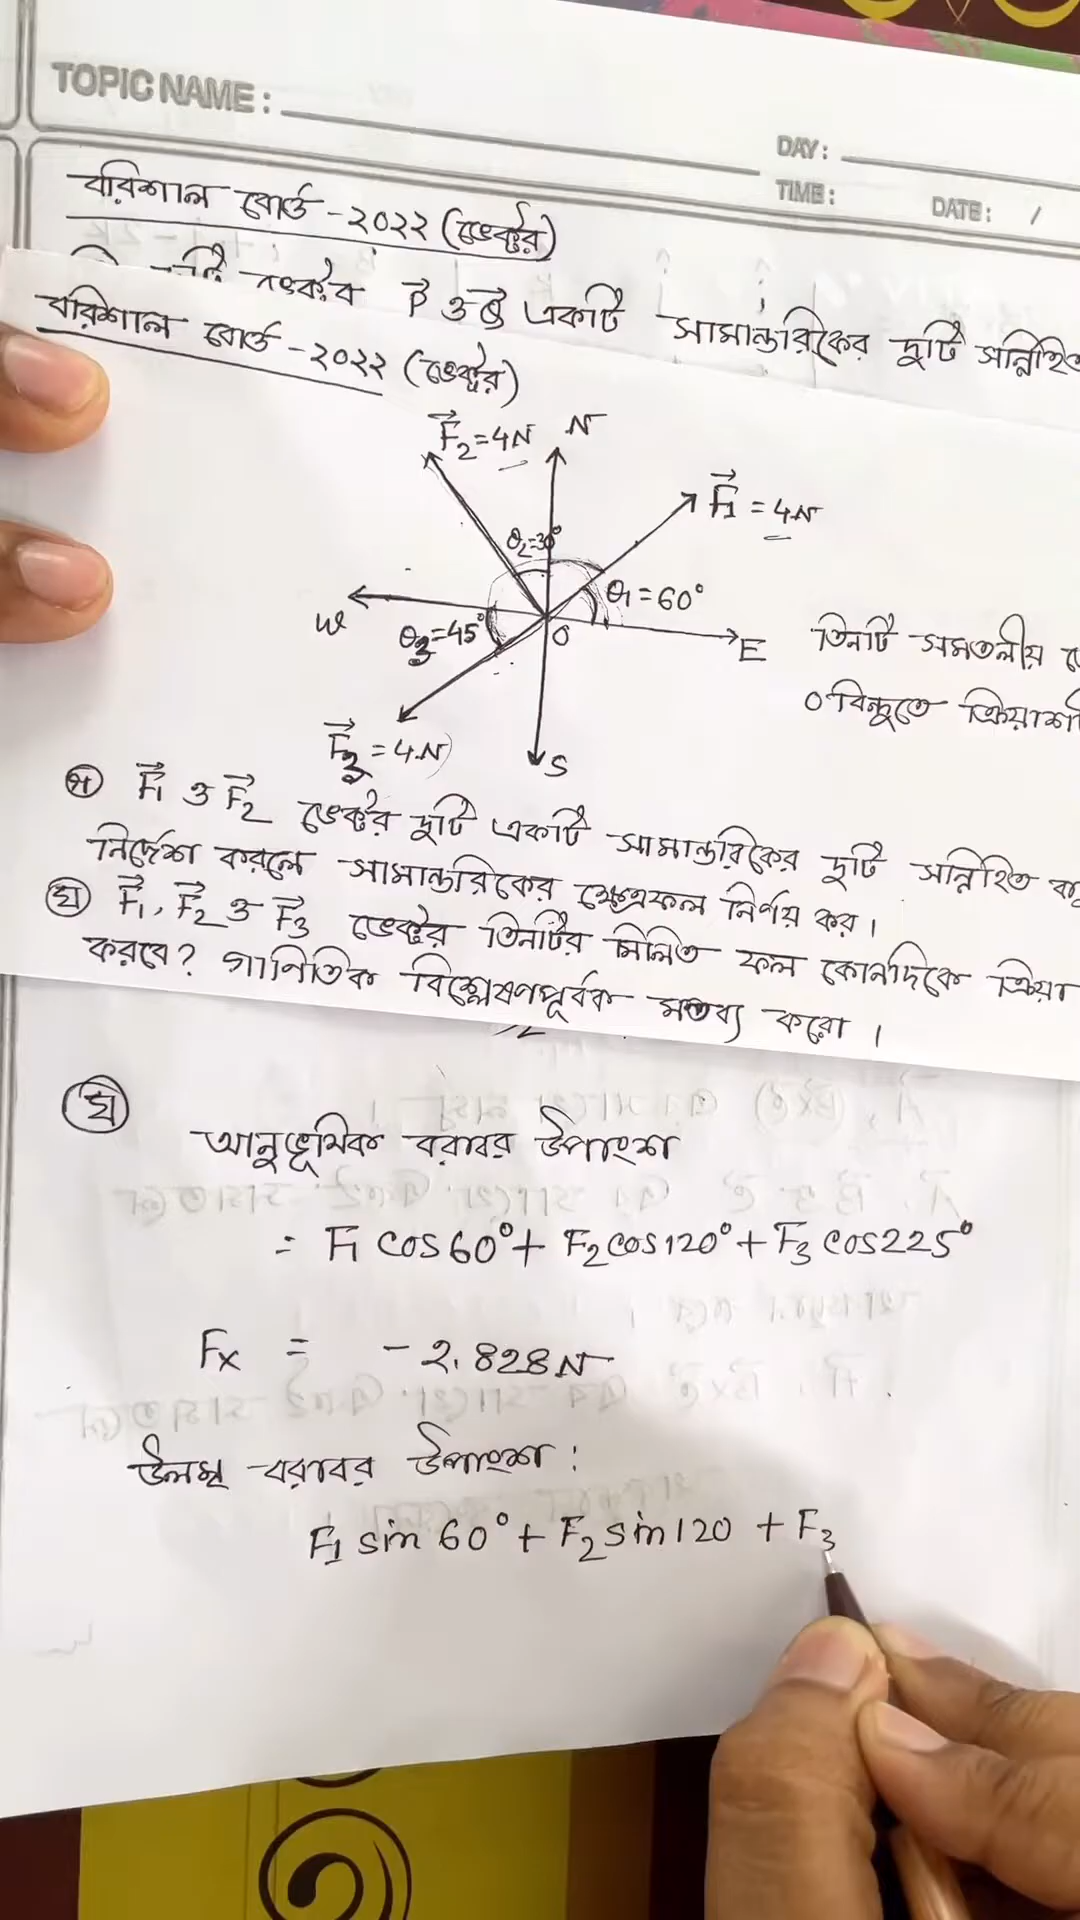 TOPIC NAME :
DAY :
TIME :
DATE : /
বরিশাল বোর্ড -২০২২ (ভেক্টর)
P⃗ ও Q⃗ একটি সামান্তরিকের দুটি সন্নিহিত
বরিশাল বোর্ড -২০২২ (ভেক্টর)
F⃗₂=4N
N
F⃗₁ = 4N
θ₂=30°
θ₁ = 60°
W
θ₃=45°
O
E
তিনটি সমতলীয়
O বিন্দুতে
F⃗₃ = 4N
S
গ F⃗₁ ও F⃗₂ ভেক্টর দুটি একটি সামান্তরিকের দুটি সন্নিহিত
নির্দেশ করলে সামান্তরিকের ক্ষেত্রফল নির্ণয় কর।
ঘ F⃗₁, F⃗₂ ও F⃗₃ ভেক্টর তিনটির মিলিত ফল কোনদিকে ক্রিয়া
করবে? গাণিতিক বিশ্লেষণপূর্বক মতব্য করো।
ঘ
আনুভূমিক বরাবর উপাংশ
= F₁ cos 60° + F₂ cos 120° + F₃ cos 225°
Fx = - 2.828N
উলম্ব বরাবর উপাংশ :
F₁ sin 60° + F₂ sin 120 + F₃